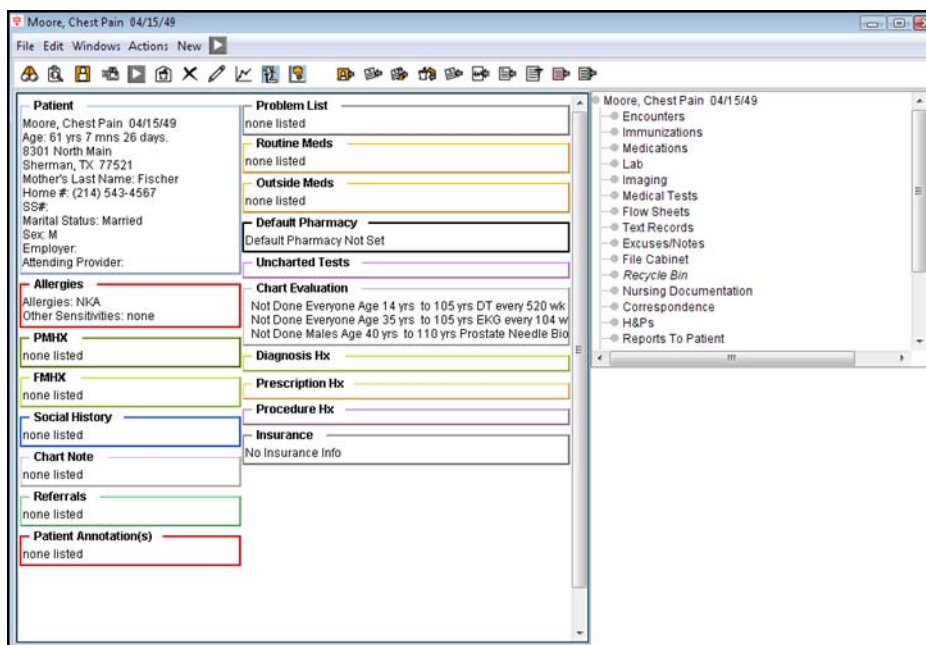 Moore, Chest Pain 04/15/49
File Edit Windows Actions New
Patient
Moore, Chest Pain 04/15/49
Age: 61 yrs 7 mns 26 days.
8301 North Main
Sherman, TX 77521
Mother's Last Name: Fischer
Home #: (214) 543-4567
SS#:
Marital Status: Married
Sex: M
Employer:
Attending Provider:
Allergies
Allergies: NKA
Other Sensitivities: none
PMHX
none listed
FMHX
none listed
Social History
none listed
Chart Note
none listed
Referrals
none listed
Patient Annotation(s)
none listed
Problem List
none listed
Routine Meds
none listed
Outside Meds
none listed
Default Pharmacy
Default Pharmacy Not Set
Uncharted Tests
Chart Evaluation
Not Done Everyone Age 14 yrs to 105 yrs DT every 520 wk
Not Done Everyone Age 35 yrs to 105 yrs EKG every 104 w
Not Done Males Age 40 yrs to 110 yrs Prostate Needle Bio
Diagnosis Hx
Prescription Hx
Procedure Hx
Insurance
No Insurance Info
Moore, Chest Pain 04/15/49
Encounters
Immunizations
Medications
Lab
Imaging
Medical Tests
Flow Sheets
Text Records
Excuses/Notes
File Cabinet
Recycle Bin
Nursing Documentation
Correspondence
H&Ps
Reports To Patient